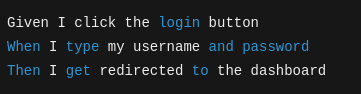 Given I click the login button
When I type my username and password
Then I get redirected to the dashboard